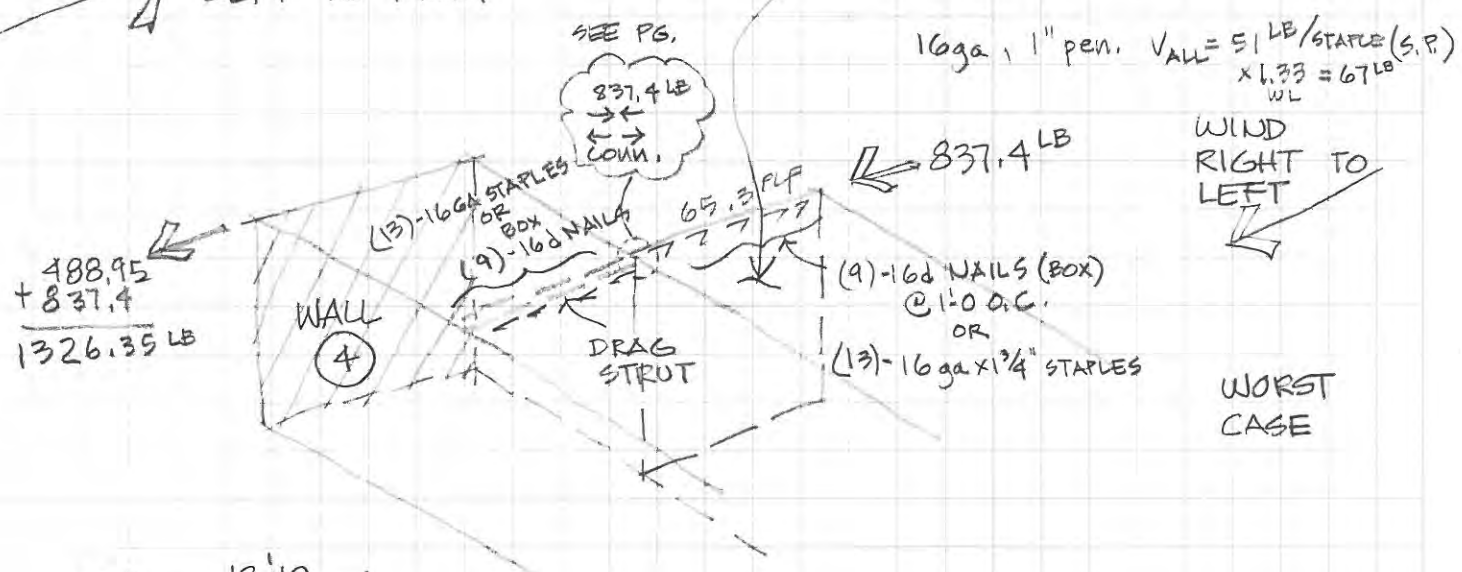 SEE PG.
837.4 LB
CONN.
16ga, 1" pen. VALL = 51 LB/STAPLE (S.P.)
x 1.33 = 67 LB
WL
WIND
RIGHT TO
LEFT
837.4 LB
65.3 PLF
(13)-16GA STAPLES
OR
BOX
(9)-16d NAILS
488.95
+ 837.4
1326.35 LB
WALL
4
DRAG
STRUT
(9)-16d NAILS (BOX)
@ 1'-0 O.C.
OR
(13)-16ga x 1 3/4" STAPLES
WORST
CASE